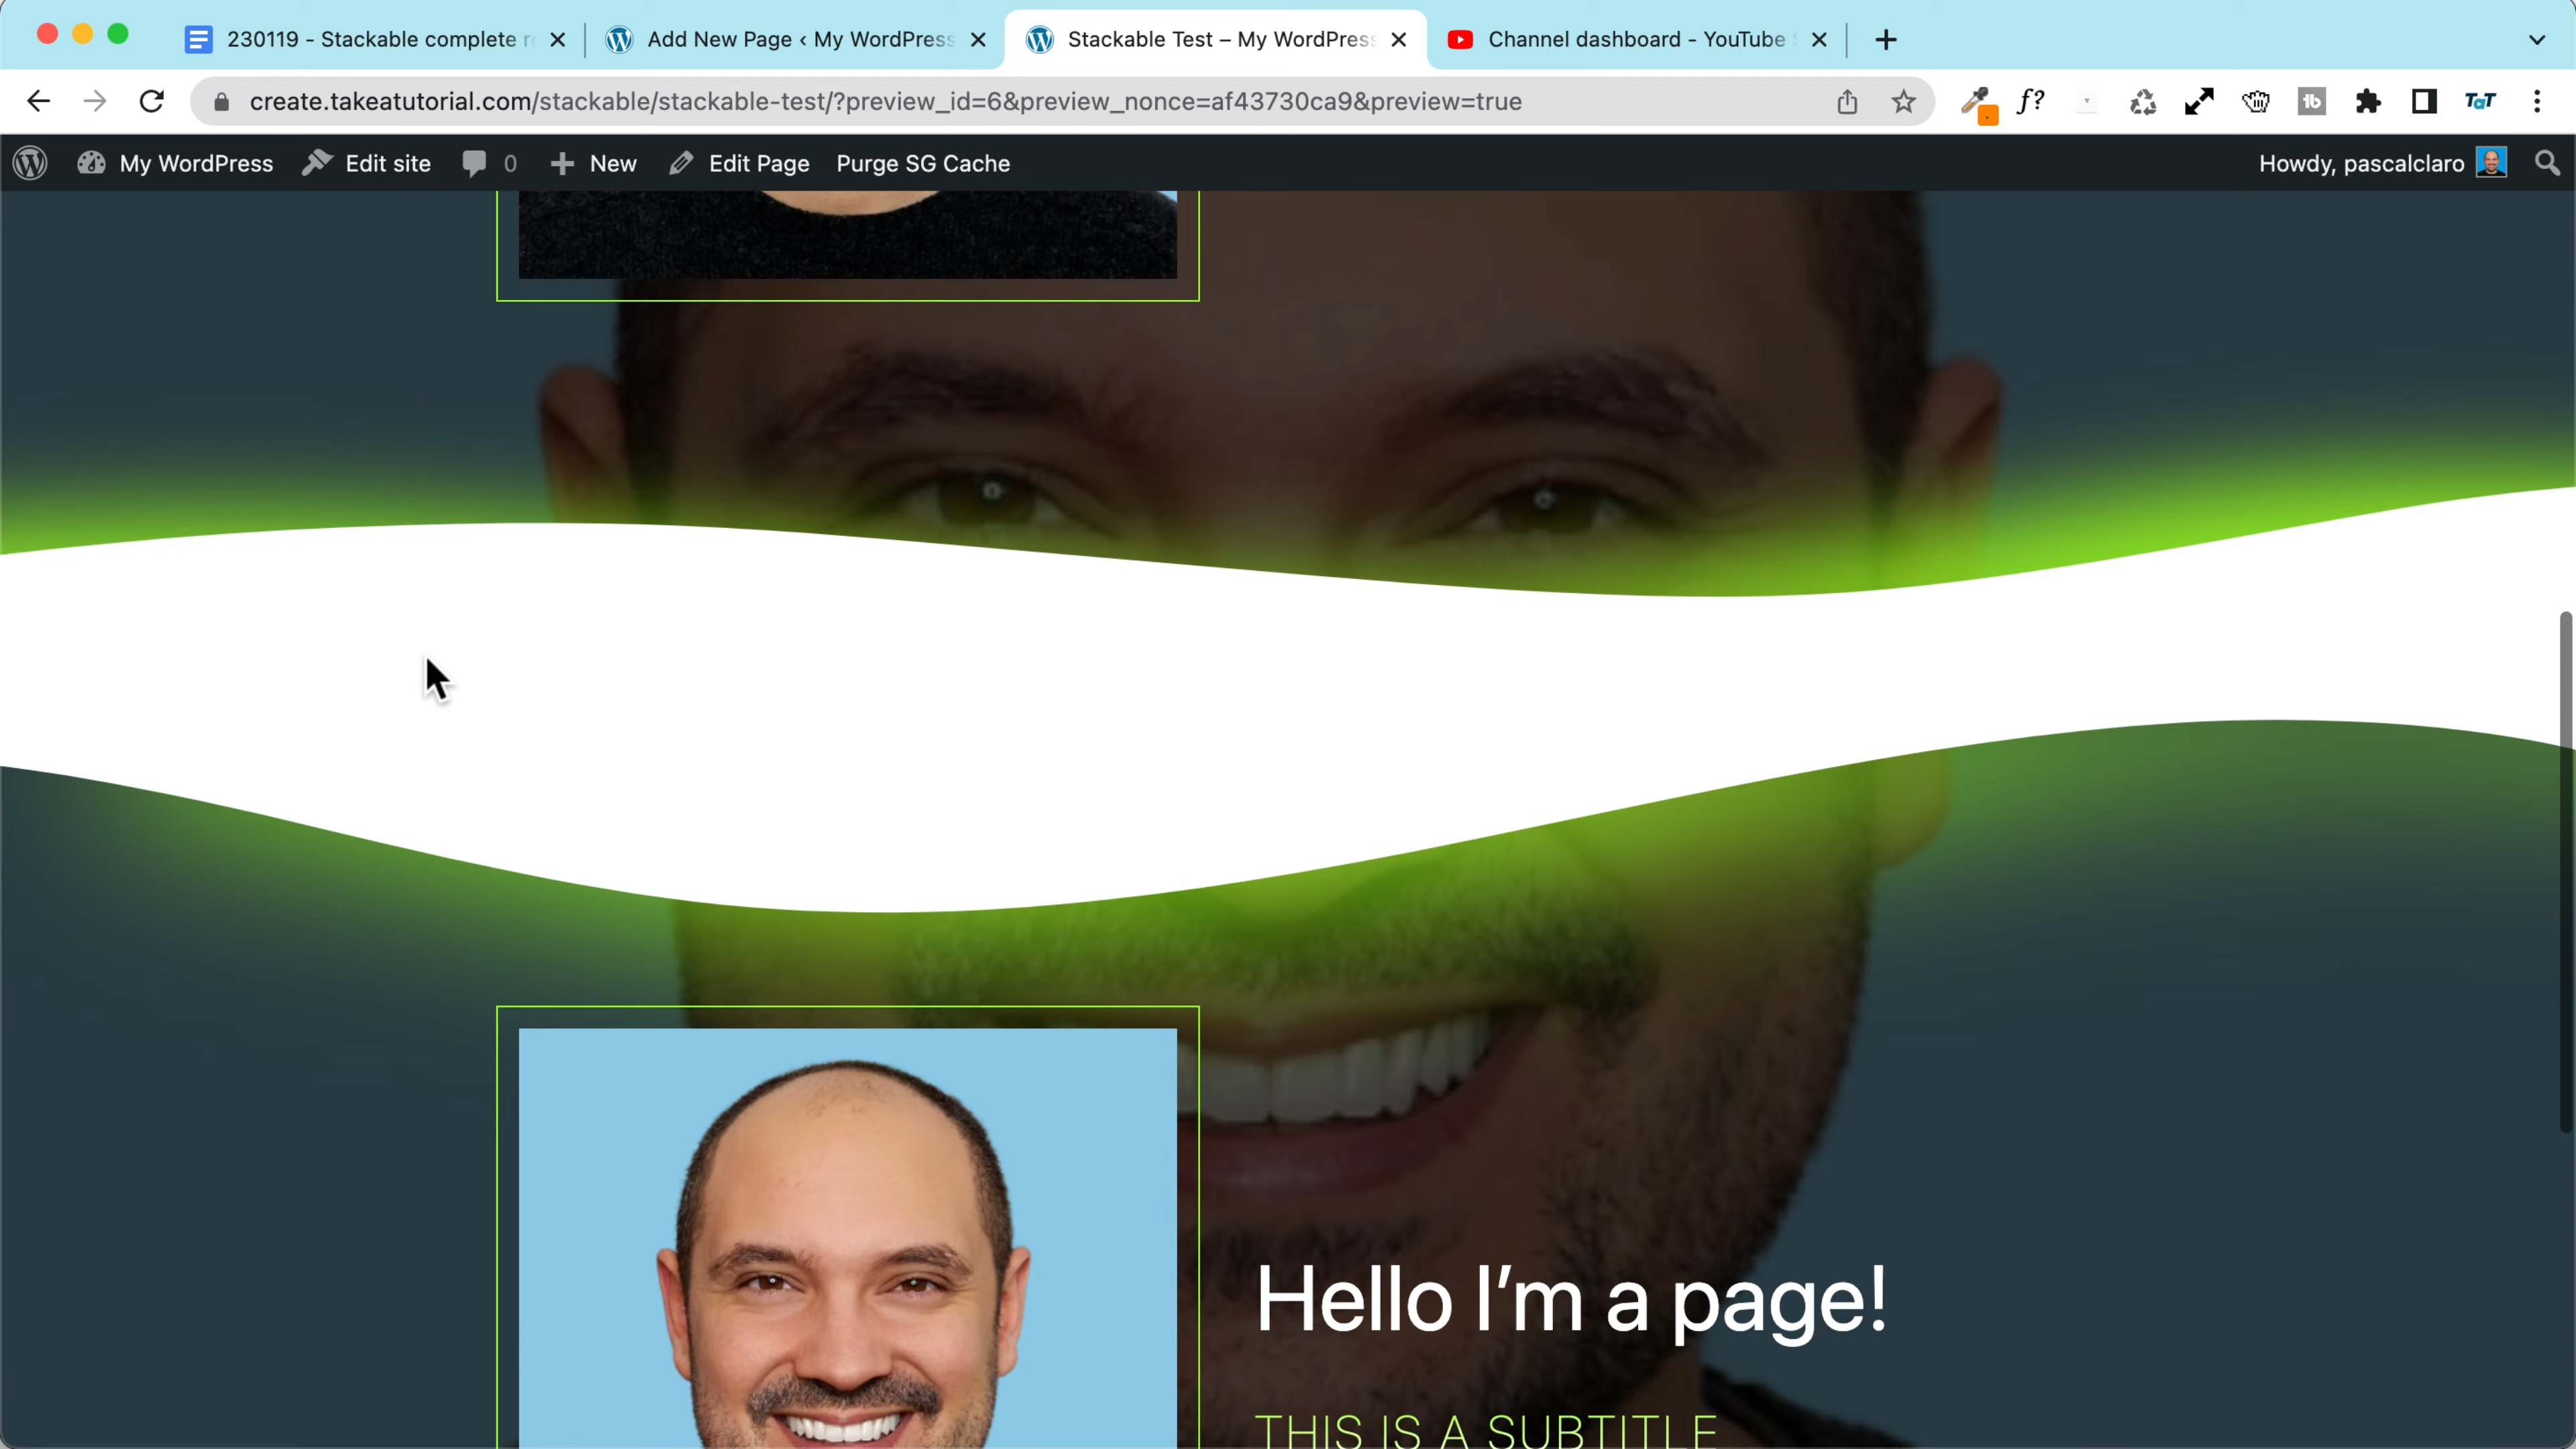 230119 - Stackable complete r
Add New Page ‹ My WordPress
Stackable Test – My WordPress
Channel dashboard - YouTube
create.takeatutorial.com/stackable/stackable-test/?preview_id=6&preview_nonce=af43730ca9&preview=true
f?
tb
TaT
My WordPress
Edit site
0
New
Edit Page
Purge SG Cache
Howdy, pascalclaro
Hello I'm a page!
THIS IS A SUBTITLE